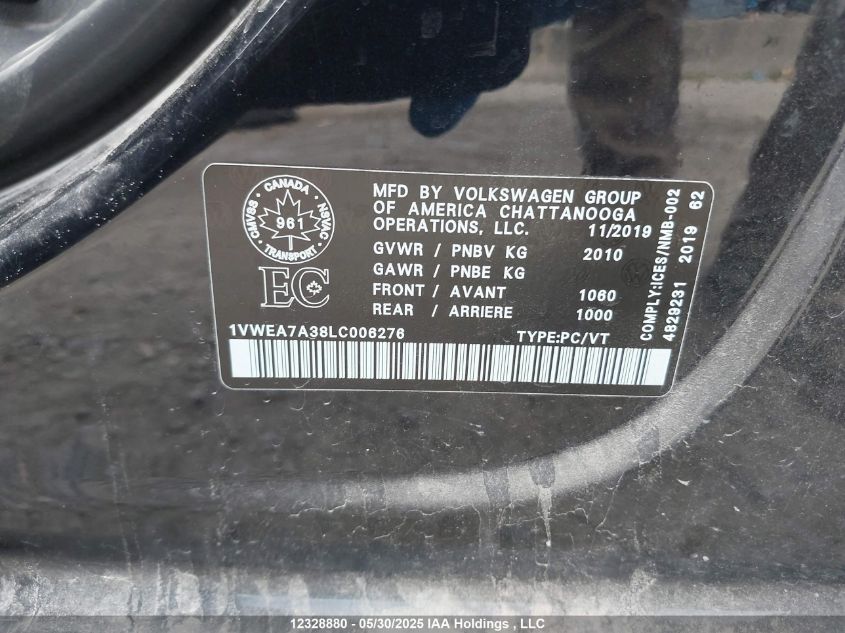 CANADA
CMVSS
NSVAC
961
TRANSPORT
EC
MFD BY VOLKSWAGEN GROUP
OF AMERICA CHATTANOOGA
OPERATIONS, LLC. 11/2019
GVWR / PNBV KG 2010
GAWR / PNBE KG
FRONT / AVANT 1060
REAR / ARRIERE 1000
1VWEA7A38LC006276 TYPE:PC/VT
COMPLY:ICES/NMB-002
4829231 2019 62
12328880 - 05/30/2025 IAA Holdings , LLC